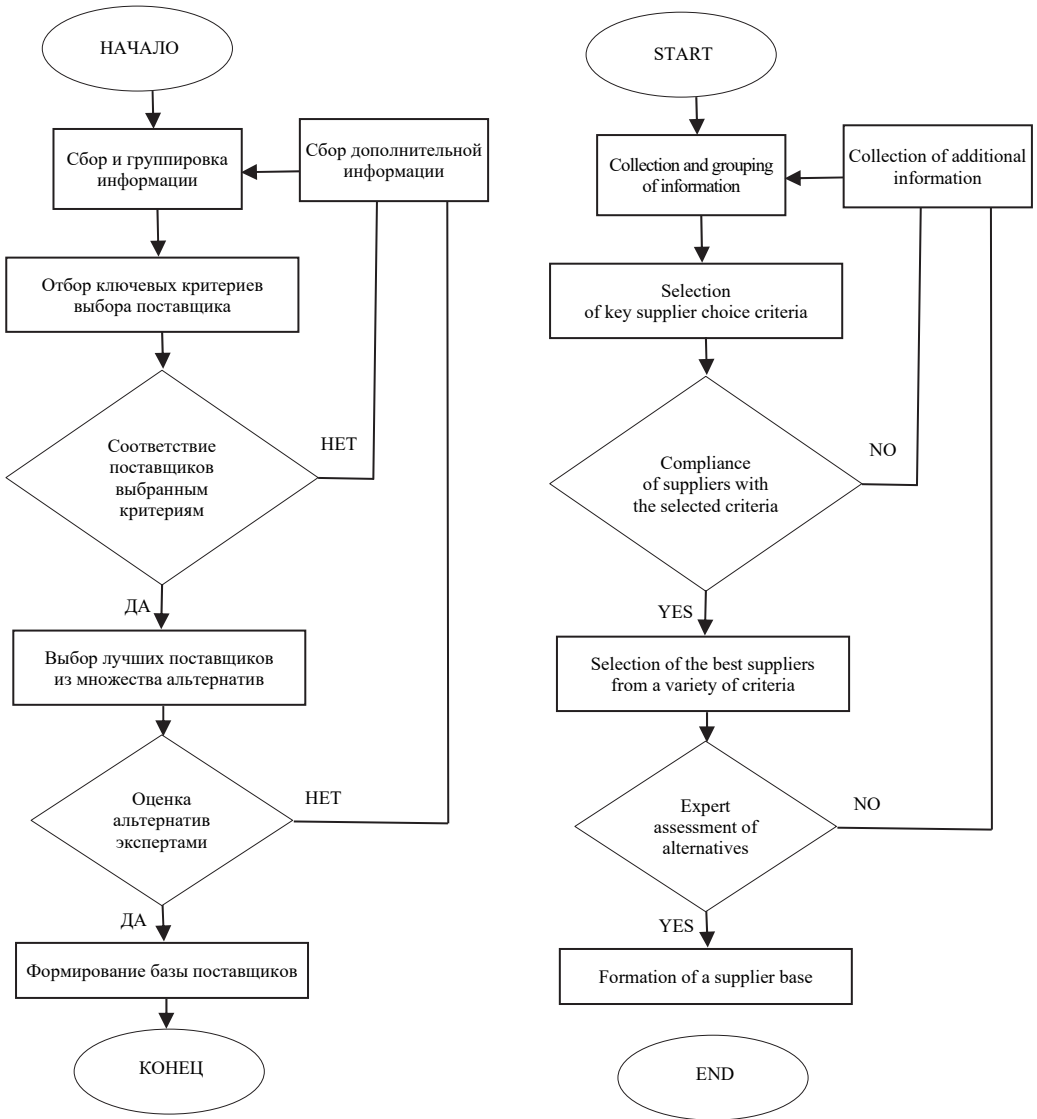 НАЧАЛО
Сбор и группировка
информации
Сбор дополнительной
информации
Отбор ключевых критериев
выбора поставщика
Соответствие
поставщиков
выбранным
критериям
НЕТ
ДА
Выбор лучших поставщиков
из множества альтернатив
Оценка
альтернатив
экспертами
НЕТ
ДА
Формирование базы поставщиков
КОНЕЦ
START
Collection and grouping
of information
Collection of additional
information
Selection
of key supplier choice criteria
Compliance
of suppliers with
the selected criteria
NO
YES
Selection of the best suppliers
from a variety of criteria
Expert
assessment of
alternatives
NO
YES
Formation of a supplier base
END